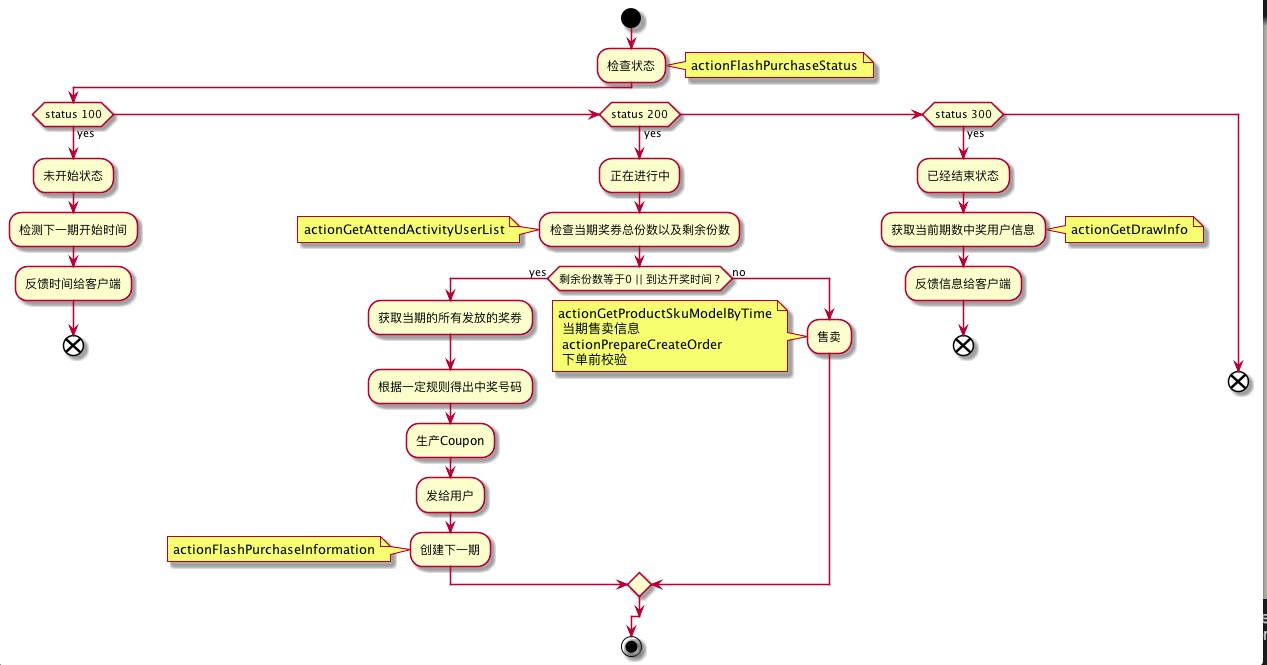 检查状态
actionFlashPurchaseStatus
status 100
status 200
status 300
yes
yes
yes
未开始状态
正在进行中
已经结束状态
检测下一期开始时间
actionGetAttendActivityUserList
检查当期奖券总份数以及剩余份数
获取当前期数中奖用户信息
actionGetDrawInfo
反馈时间给客户端
yes
剩余份数等于0 || 到达开奖时间 ?
no
反馈信息给客户端
获取当期的所有发放的奖券
actionGetProductSkuModelByTime
当期售卖信息
actionPrepareCreateOrder
下单前校验
售卖
根据一定规则得出中奖号码
生产Coupon
发给用户
actionFlashPurchaseInformation
创建下一期